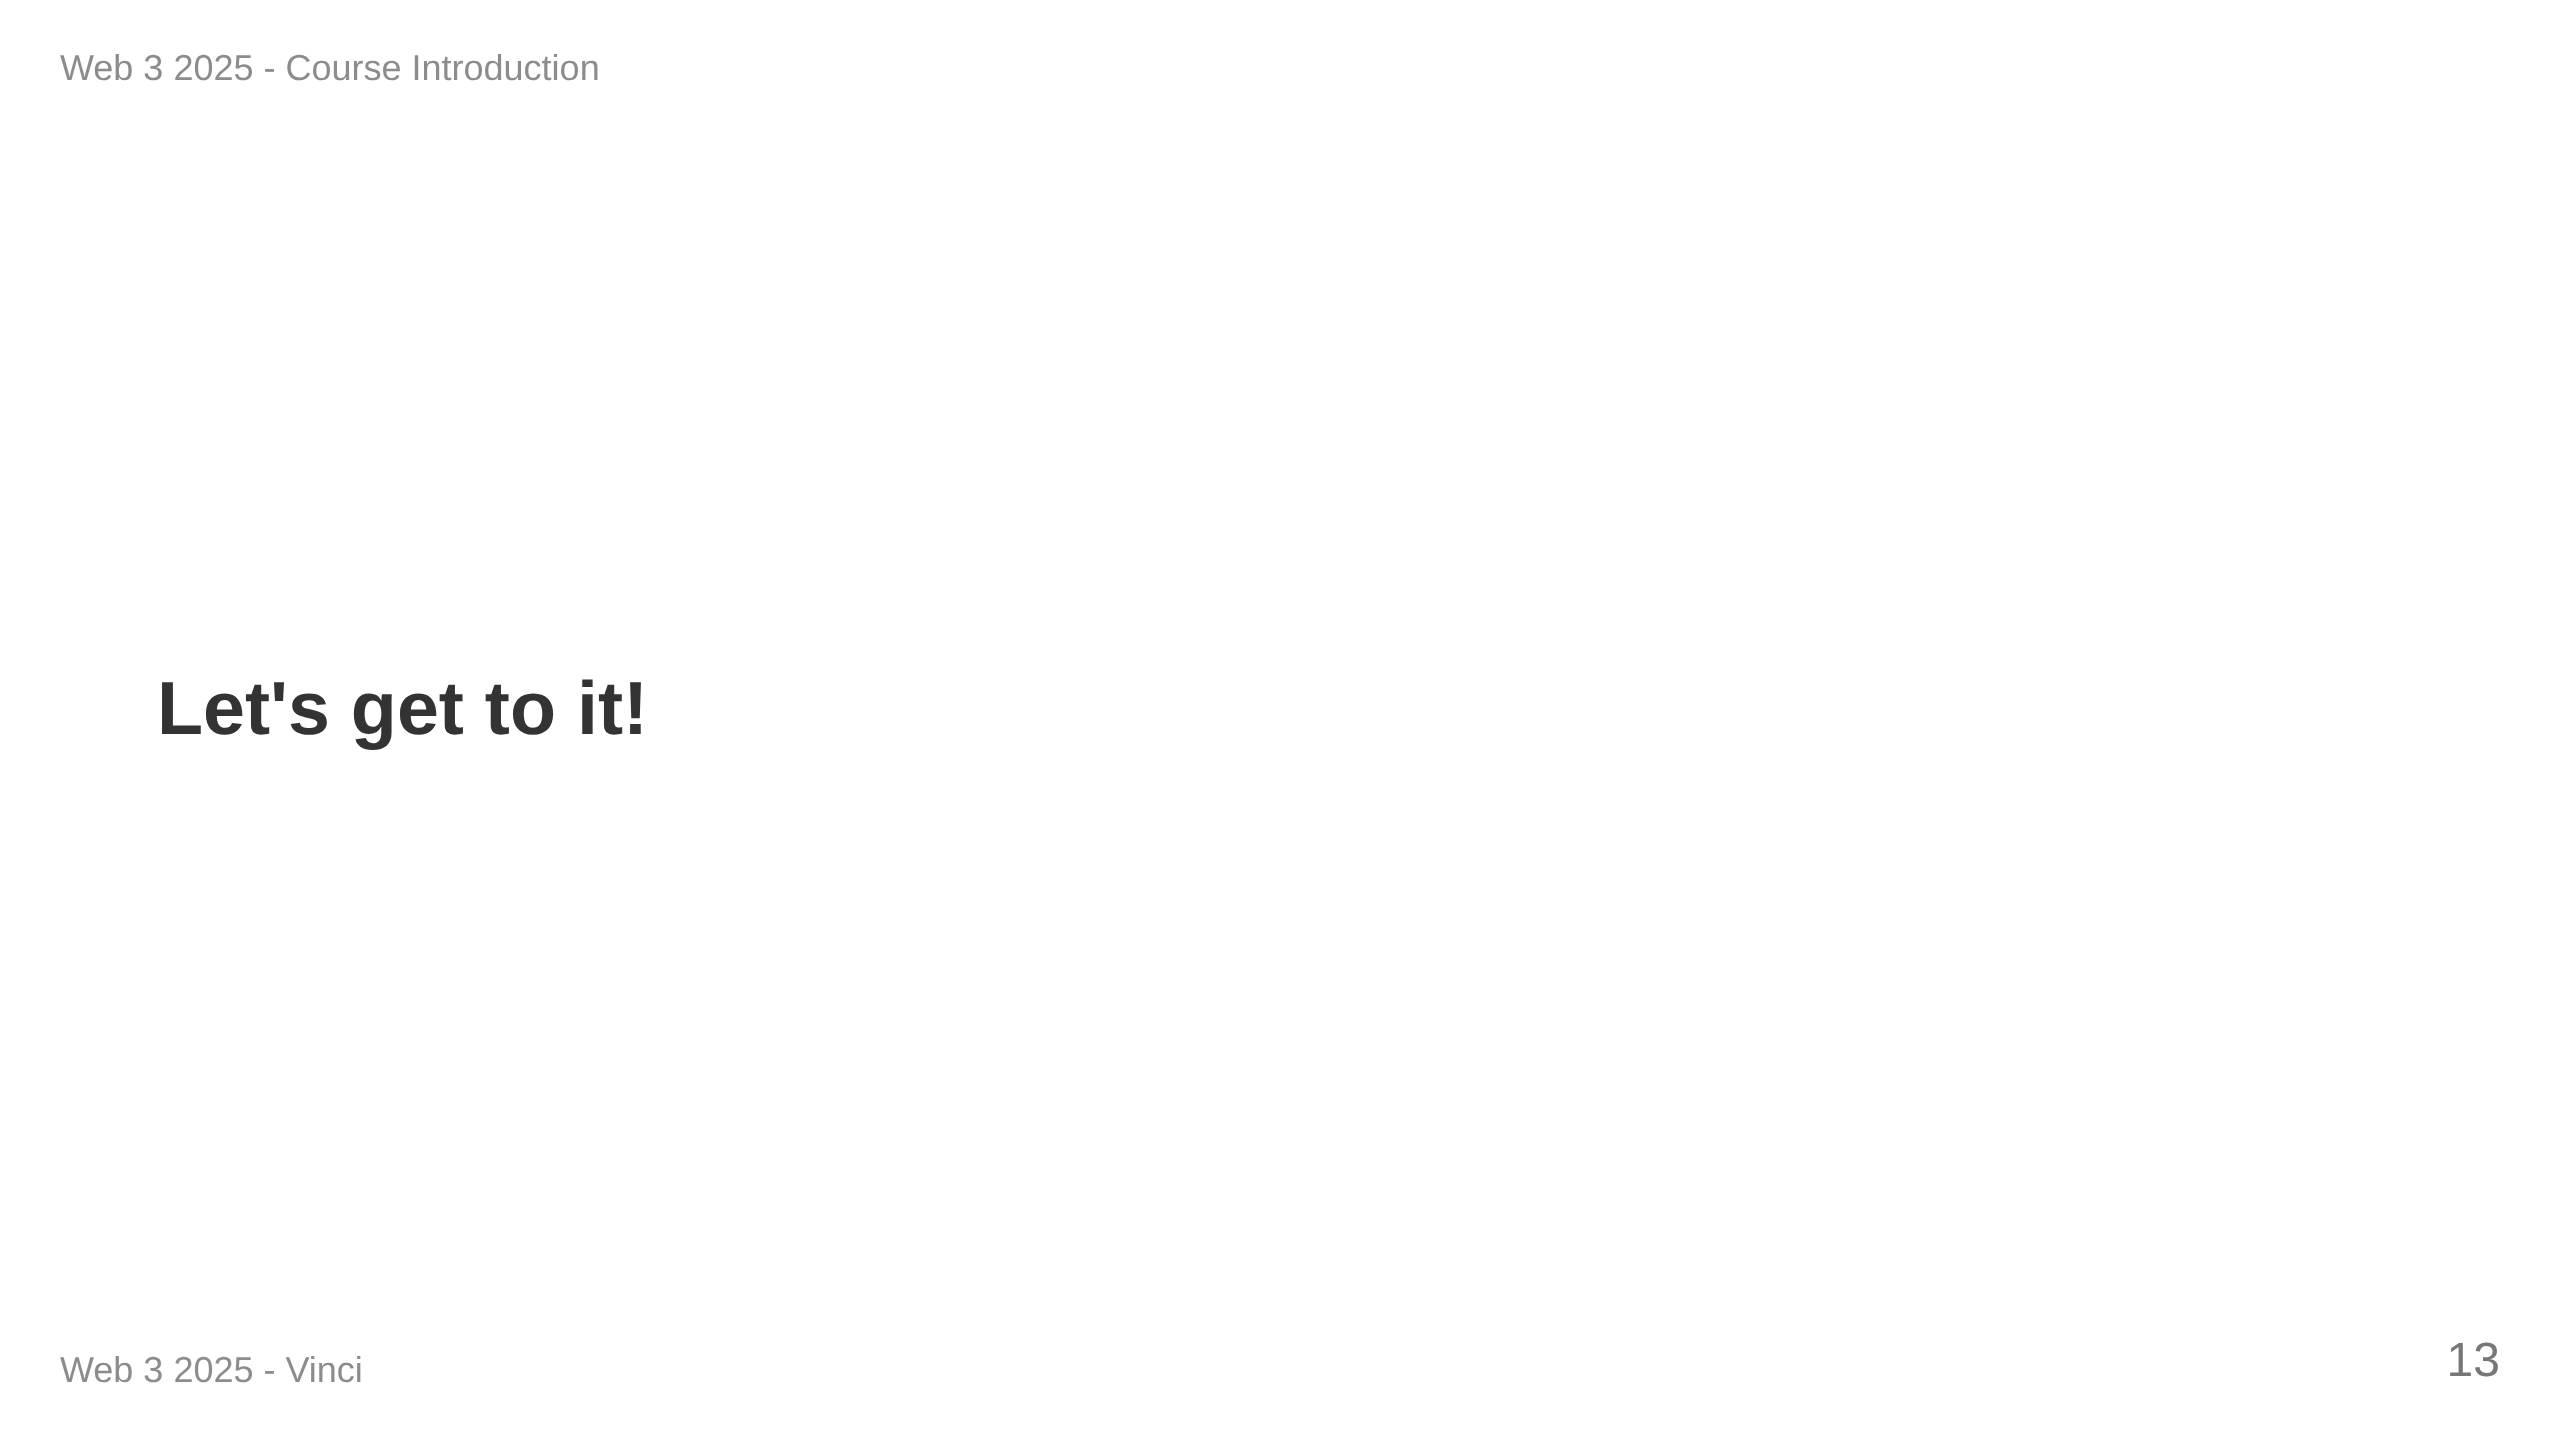 Web 3 2025 - Course Introduction
Let's get to it!
Web 3 2025 - Vinci
13